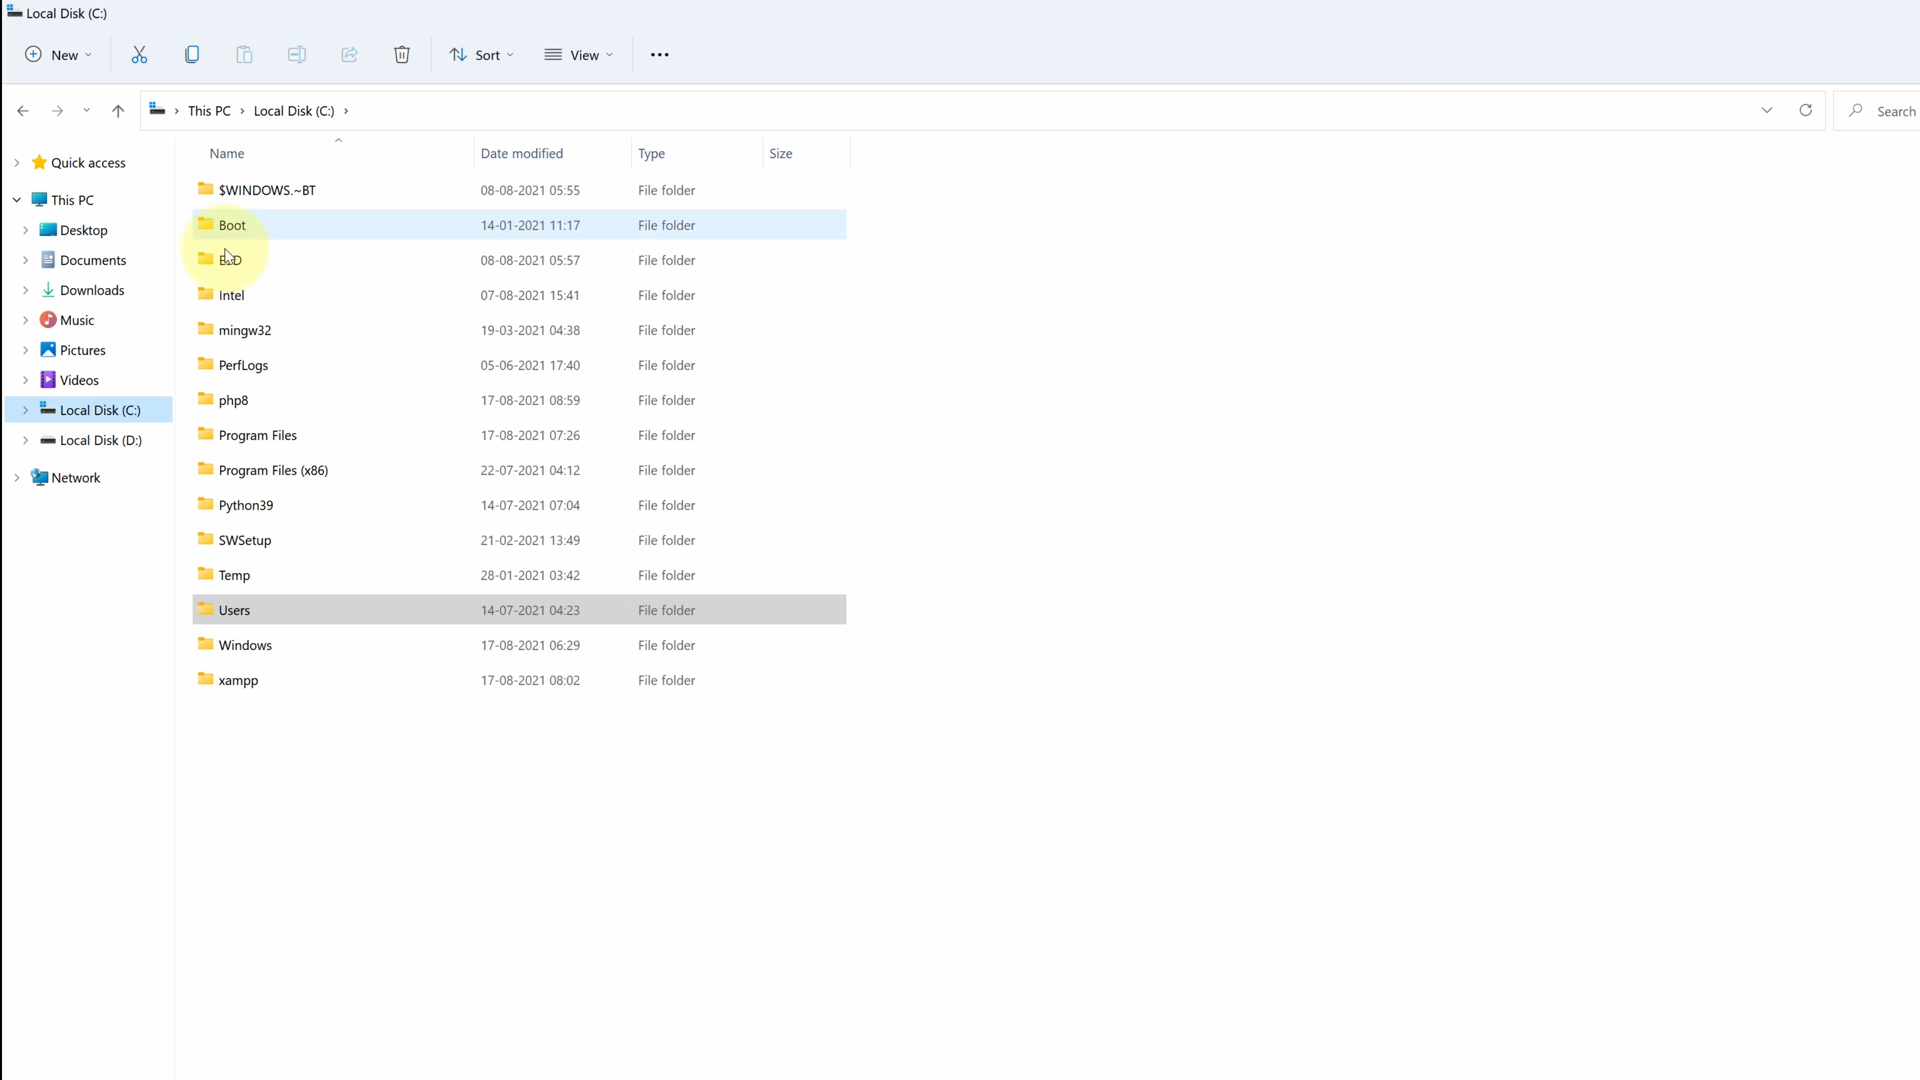 Local Disk (C:)
New
Sort
View
This PC Local Disk (C:)
Search
Quick access
This PC
Desktop
Documents
Downloads
Music
Pictures
Videos
Local Disk (C:)
Local Disk (D:)
Network
Name Date modified Type Size
$WINDOWS.~BT 08-08-2021 05:55 File folder
Boot 14-01-2021 11:17 File folder
08-08-2021 05:57 File folder
Intel 07-08-2021 15:41 File folder
mingw32 19-03-2021 04:38 File folder
PerfLogs 05-06-2021 17:40 File folder
php8 17-08-2021 08:59 File folder
Program Files 17-08-2021 07:26 File folder
Program Files (x86) 22-07-2021 04:12 File folder
Python39 14-07-2021 07:04 File folder
SWSetup 21-02-2021 13:49 File folder
Temp 28-01-2021 03:42 File folder
Users 14-07-2021 04:23 File folder
Windows 17-08-2021 06:29 File folder
xampp 17-08-2021 08:02 File folder